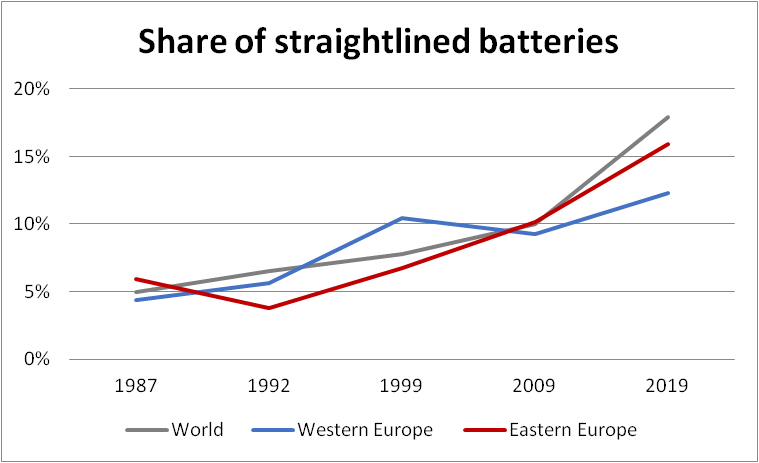 Share of straightlined batteries
20%
15%
10%
5%
0%
1987 1992 1999 2009 2019
World Western Europe Eastern Europe